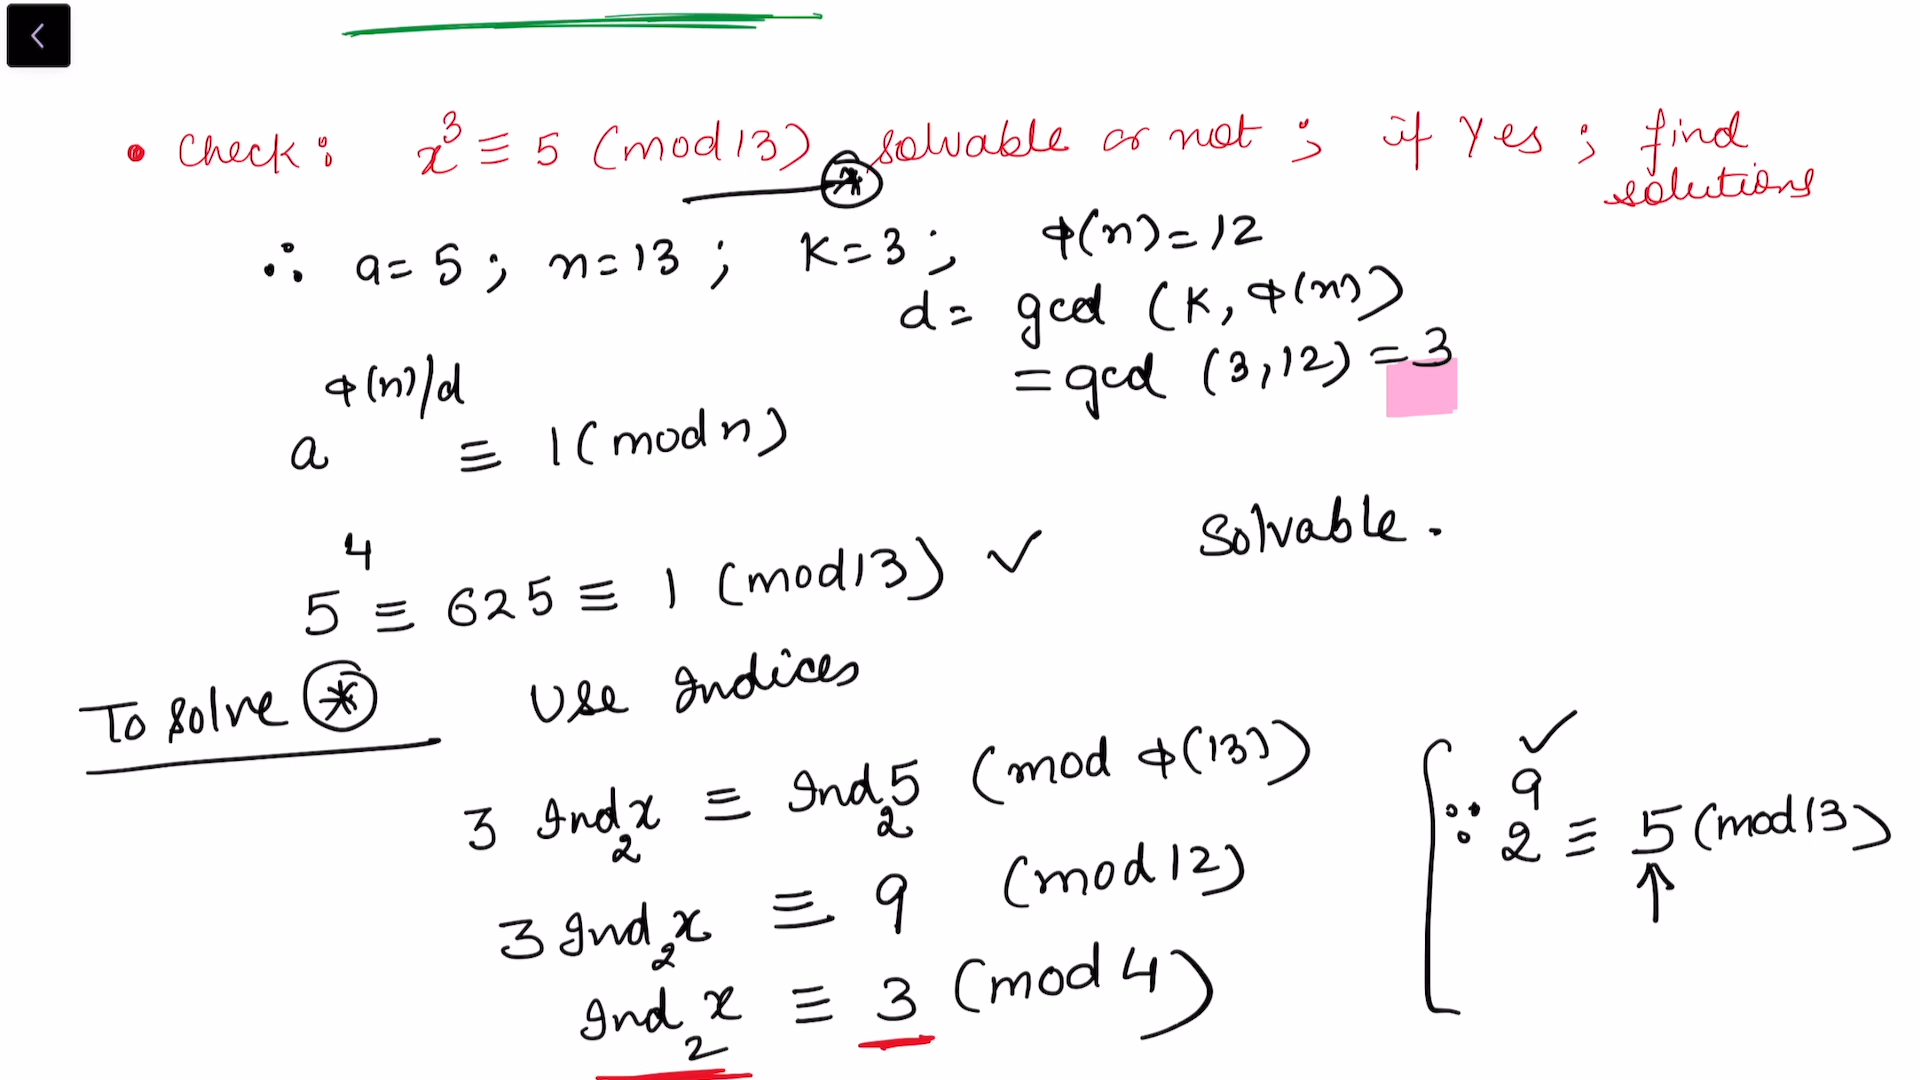 • Check: x³ ≡ 5 (mod 13) ⊛ solvable or not ; if Yes ; find
solutions
∴ a = 5 ; n = 13 ; K = 3 ; ϕ(n) = 12
d = gcd (K, ϕ(n))
= gcd (3, 12) = 3
a^(ϕ(n)/d) ≡ 1 (mod n)
Solvable.
5⁴ ≡ 625 ≡ 1 (mod 13) ✓
To solve ⊛ Use Indices
3 Ind₂x ≡ Ind₂5 (mod ϕ(13))
∵ 2⁹ ≡ 5 (mod 13) ✓
3 Ind₂x ≡ 9 (mod 12)
Ind₂x ≡ 3 (mod 4)